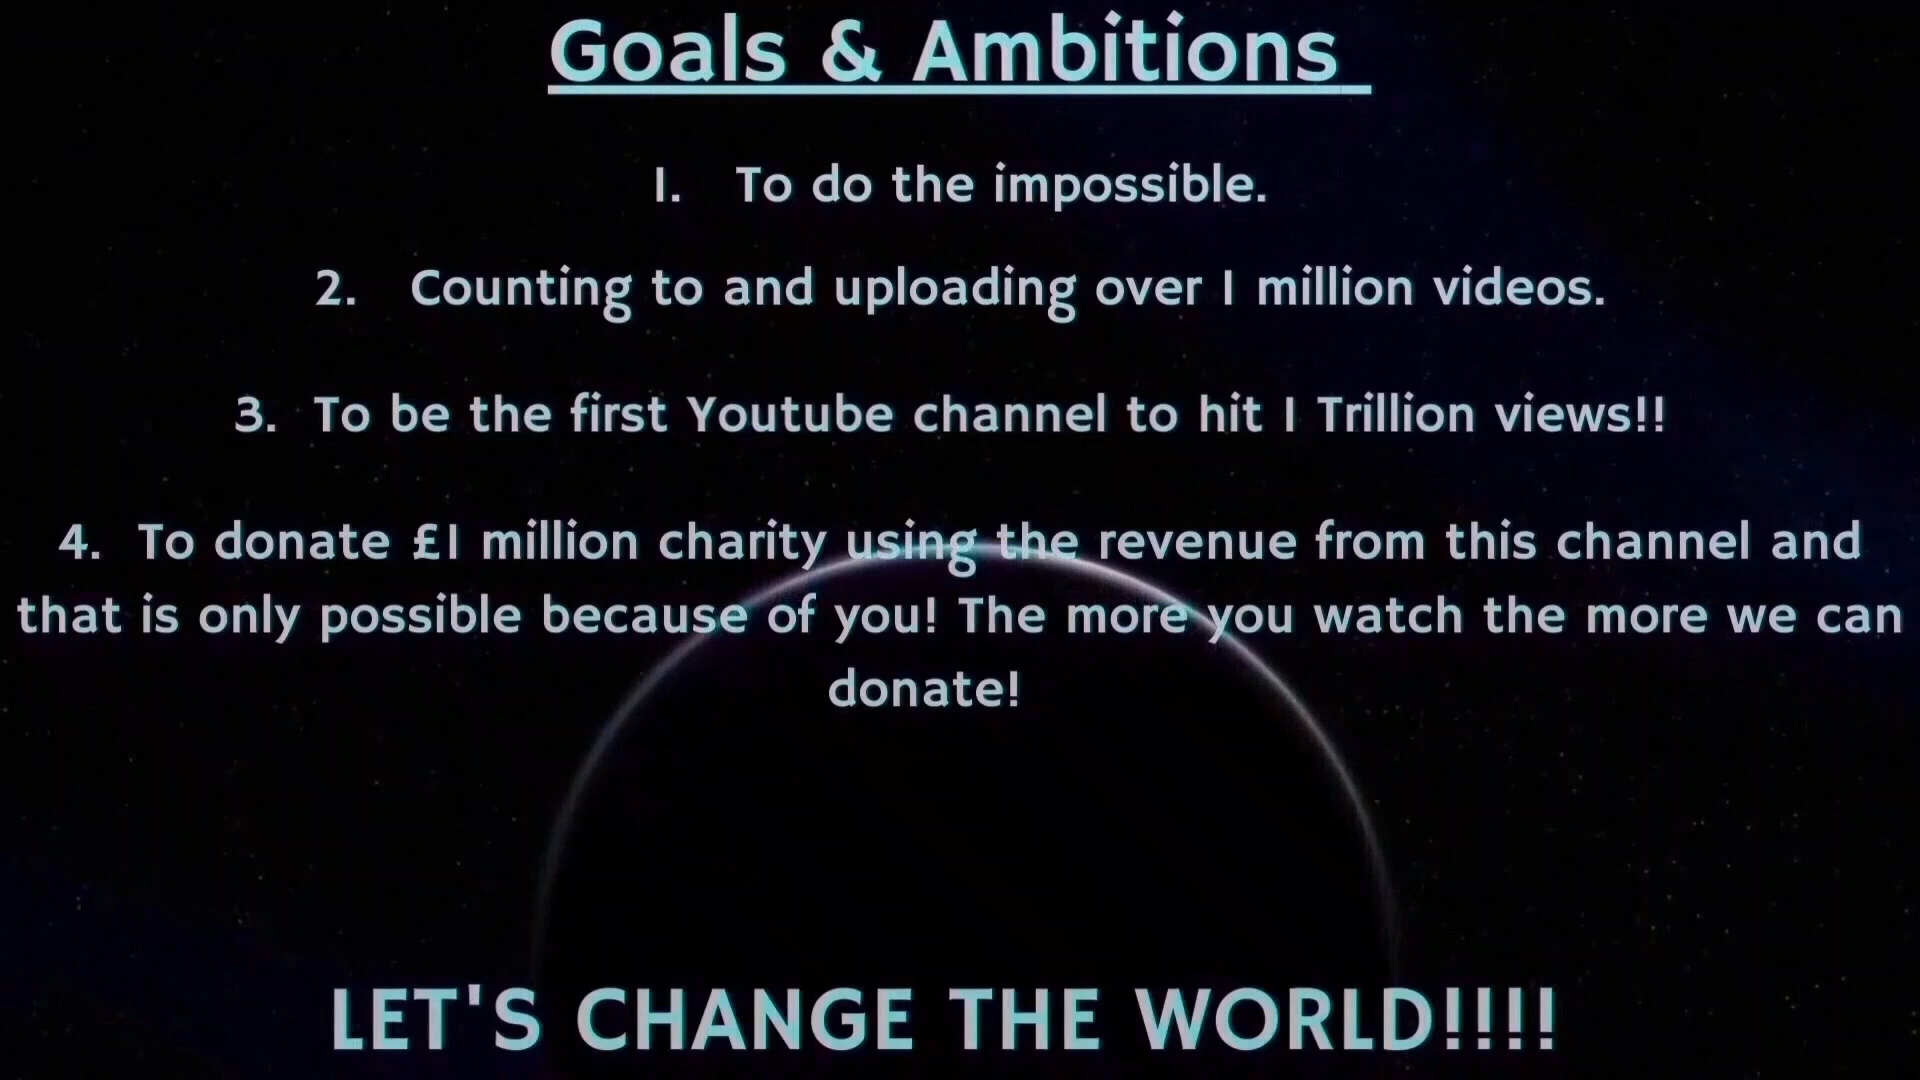 Goals & Ambitions
1. To do the impossible.
2. Counting to and uploading over 1 million videos.
3. To be the first Youtube channel to hit 1 Trillion views!!
4. To donate £1 million charity using the revenue from this channel and
that is only possible because of you! The more you watch the more we can
donate!
LET'S CHANGE THE WORLD!!!!